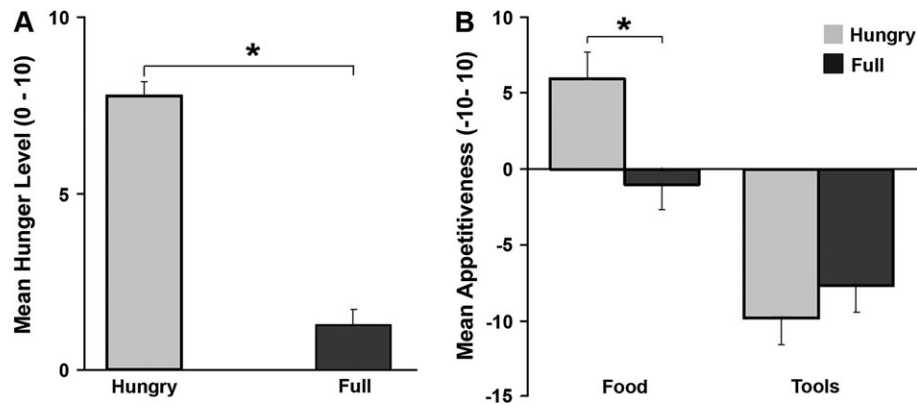 A
Mean Hunger Level (0 - 10)
10
5
0
*
Hungry
Full
B
Mean Appetitiveness (-10- 10)
10
5
0
-5
-10
-15
*
Hungry
Full
Food
Tools